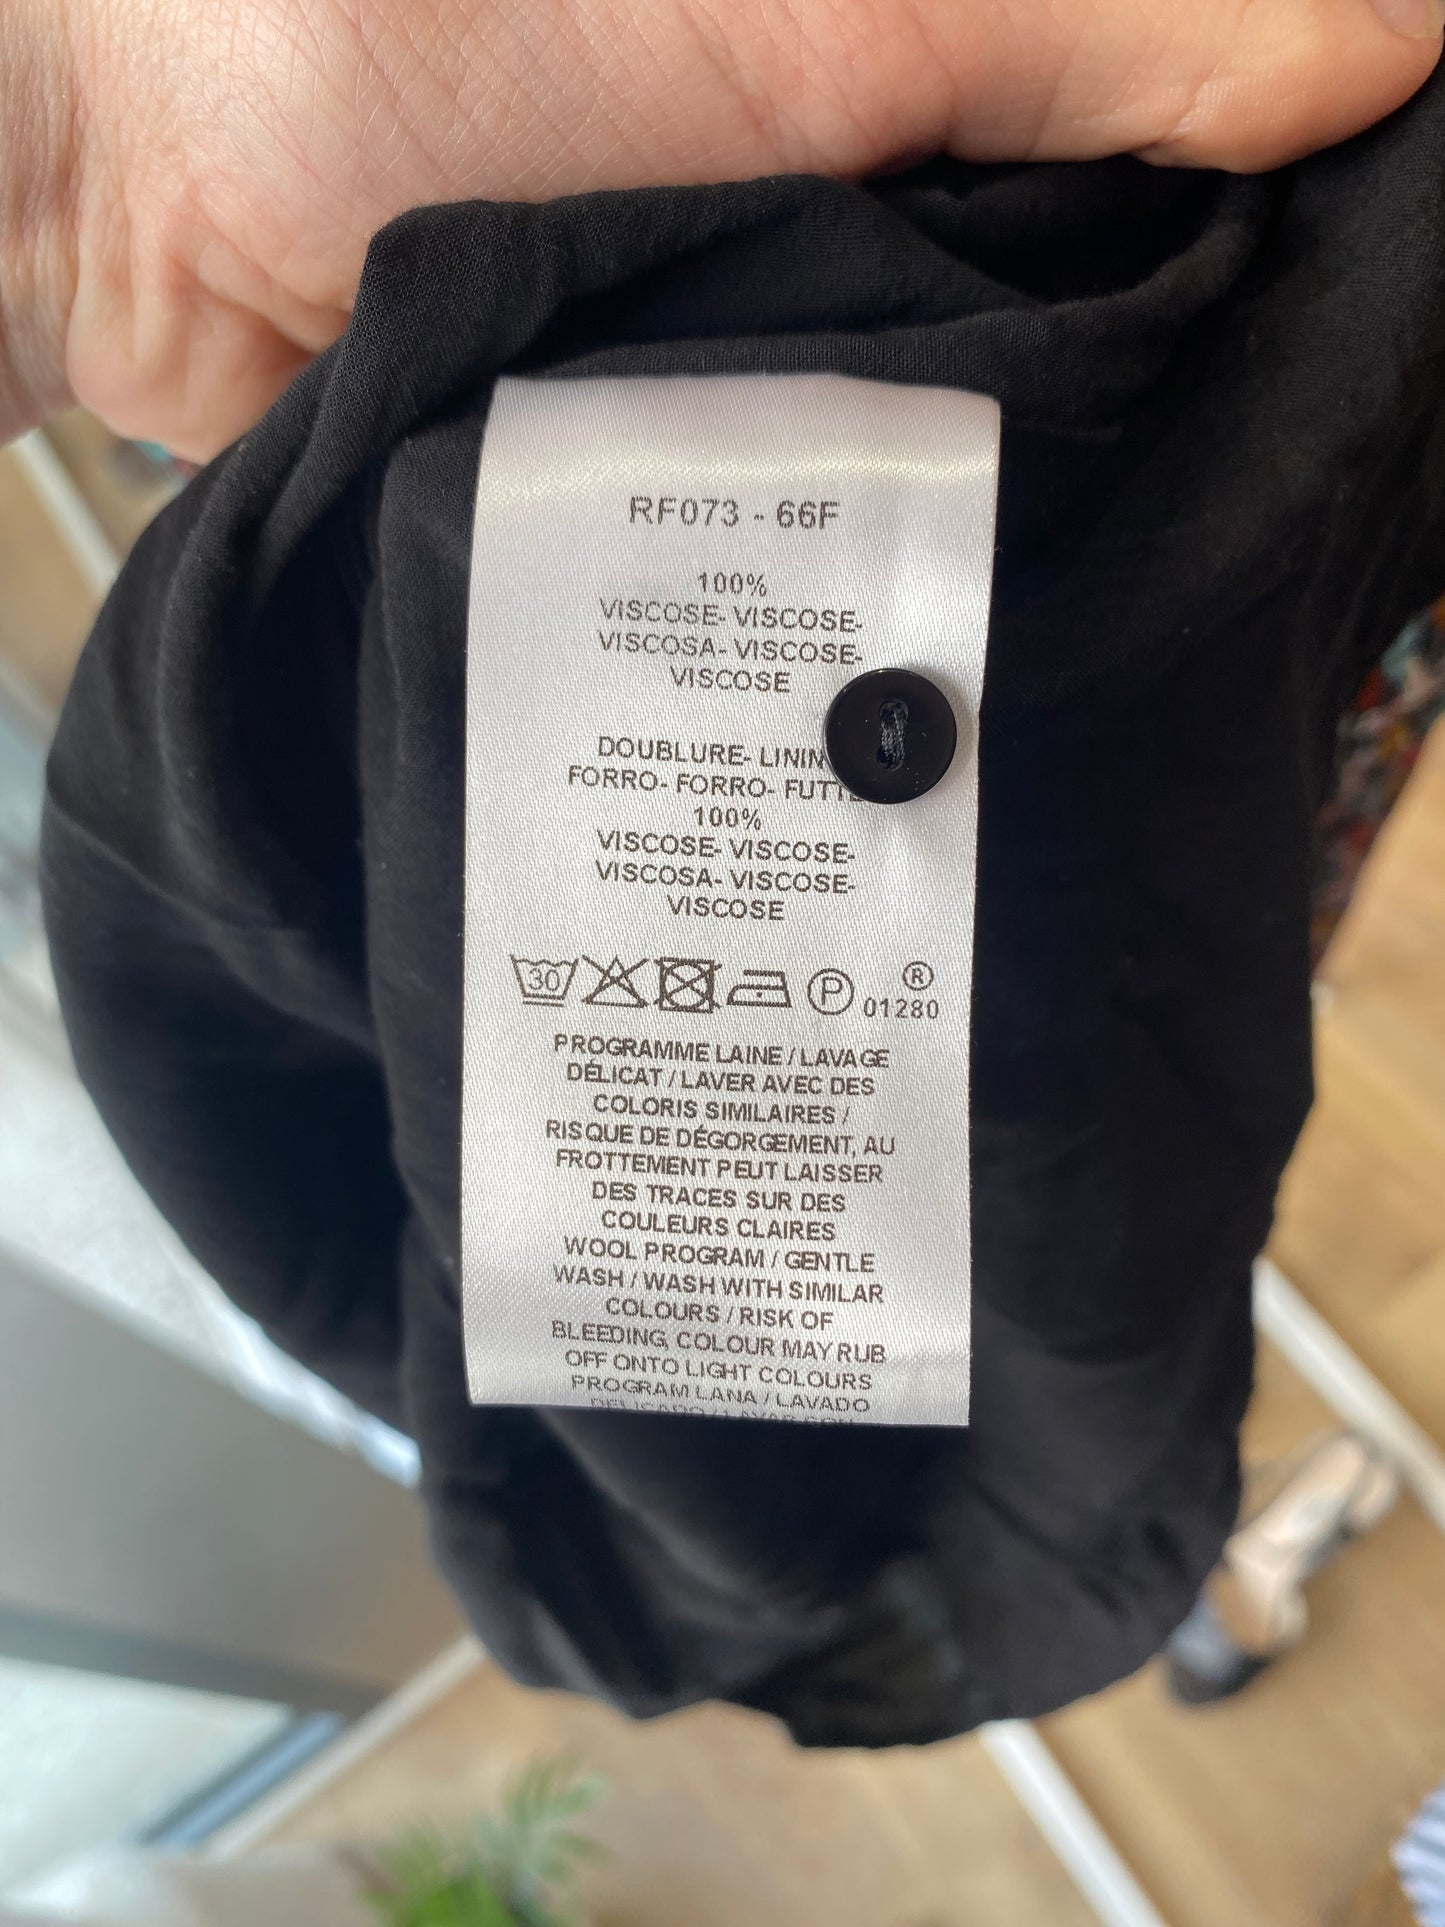 RF073 - 66F
100%
VISCOSE- VISCOSE-
VISCOSA- VISCOSE-
VISCOSE
DOUBLURE-
FORRO- FORRO-
100%
VISCOSE- VISCOSE-
VISCOSA- VISCOSE-
VISCOSE
30 P ® 01280
PROGRAMME LAINE / LAVAGE
DÉLICAT / LAVER AVEC DES
COLORIS SIMILAIRES /
RISQUE DE DÉGORGEMENT, AU
FROTTEMENT PEUT LAISSER
DES TRACES SUR DES
COULEURS CLAIRES
WOOL PROGRAM / GENTLE
WASH / WASH WITH SIMILAR
COLOURS / RISK OF
BLEEDING, COLOUR MAY RUB
OFF ONTO LIGHT COLOURS
PROGRAM LANA / LAVADO